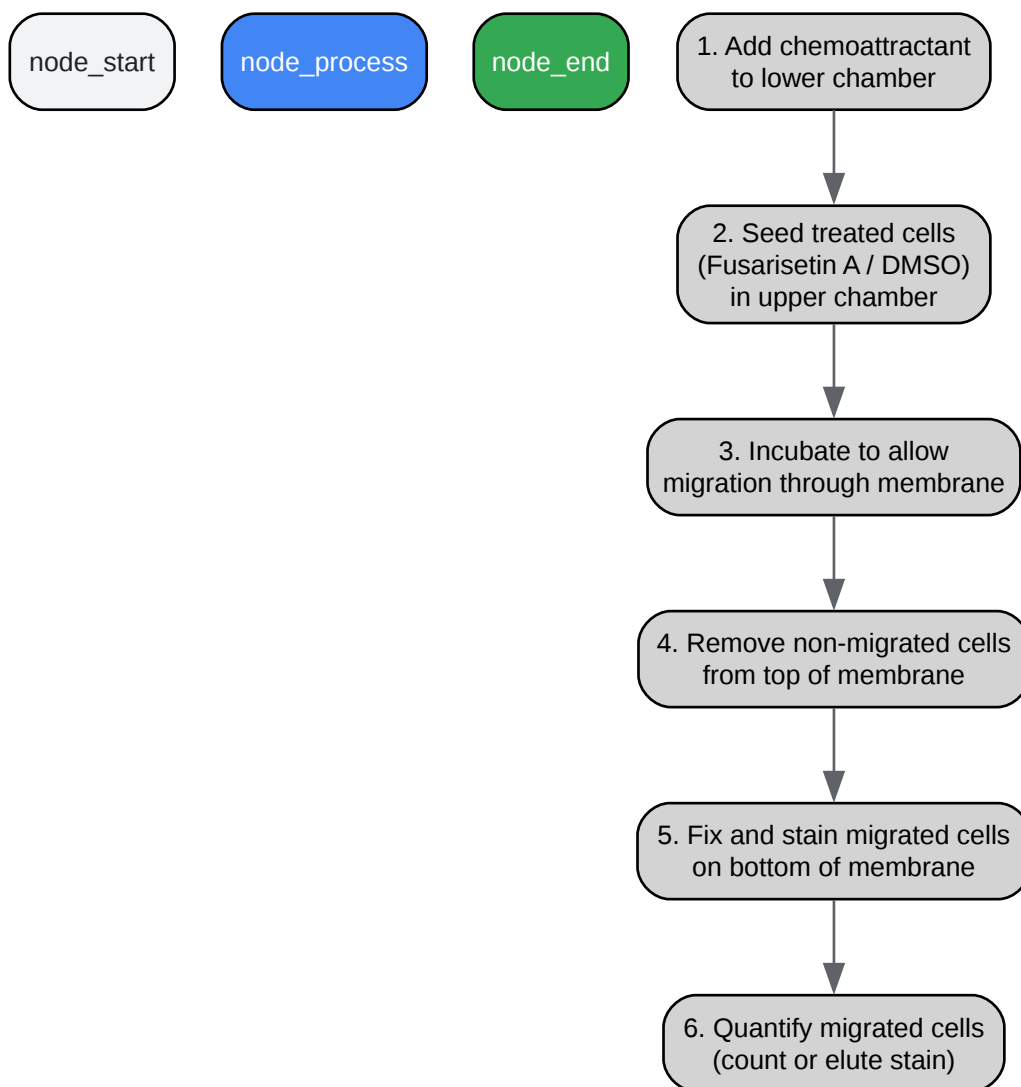 node_start
node_process
node_end
1. Add chemoattractant
to lower chamber
2. Seed treated cells
(Fusarisetin A / DMSO)
in upper chamber
3. Incubate to allow
migration through membrane
4. Remove non-migrated cells
from top of membrane
5. Fix and stain migrated cells
on bottom of membrane
6. Quantify migrated cells
(count or elute stain)